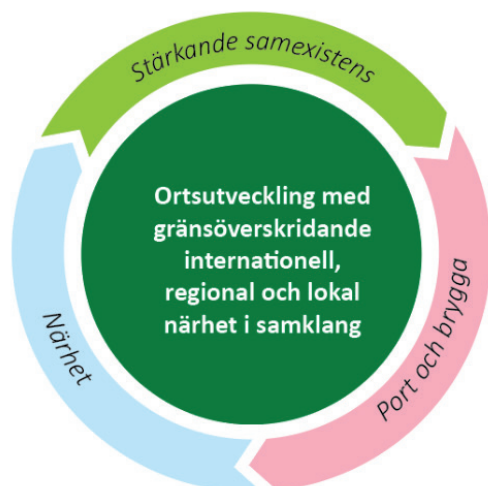 Stärkande samexistens
Ortsutveckling med
gränsöverskridande
internationell,
regional och lokal
närhet i samklang
Närhet
Port och brygga